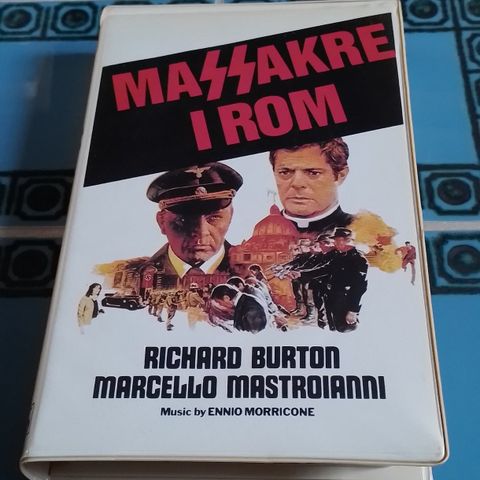 MASSAKRE
I ROM
RICHARD BURTON
MARCELLO MASTROIANNI
Music by ENNIO MORRICONE